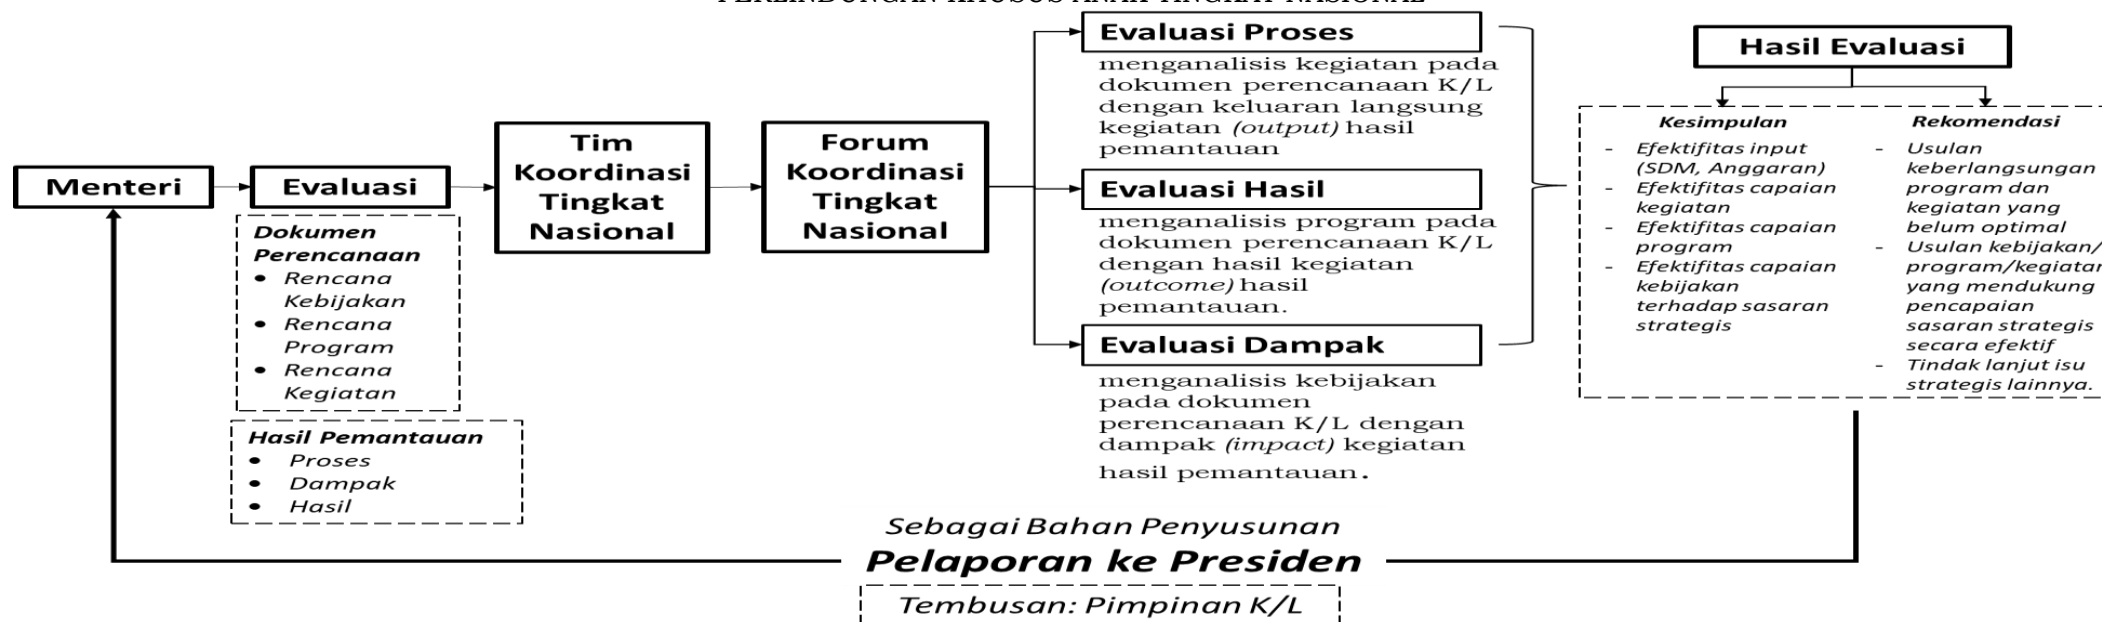 PERLINDUNGAN KHUSUS ANAK TINGKAT NASIONAL
Menteri
Evaluasi
Dokumen
Perencanaan
• Rencana
Kebijakan
• Rencana
Program
• Rencana
Kegiatan
Hasil Pemantauan
• Proses
• Dampak
• Hasil
Tim
Koordinasi
Tingkat
Nasional
Forum
Koordinasi
Tingkat
Nasional
Evaluasi Proses
menganalisis kegiatan pada
dokumen perencanaan K/L
dengan keluaran langsung
kegiatan (output) hasil
pemantauan
Evaluasi Hasil
menganalisis program pada
dokumen perencanaan K/L
dengan hasil kegiatan
(outcome) hasil
pemantauan.
Evaluasi Dampak
menganalisis kebijakan
pada dokumen
perencanaan K/L dengan
dampak (impact) kegiatan
hasil pemantauan.
Hasil Evaluasi
Kesimpulan
- Efektifitas input
(SDM, Anggaran)
- Efektifitas capaian
kegiatan
- Efektifitas capaian
program
- Efektifitas capaian
kebijakan
terhadap sasaran
strategis
Rekomendasi
- Usulan
keberlangsungan
program dan
kegiatan yang
belum optimal
- Usulan kebijakan/
program/kegiatan
yang mendukung
pencapaian
sasaran strategis
secara efektif
- Tindak lanjut isu
strategis lainnya.
Sebagai Bahan Penyusunan
Pelaporan ke Presiden
Tembusan: Pimpinan K/L